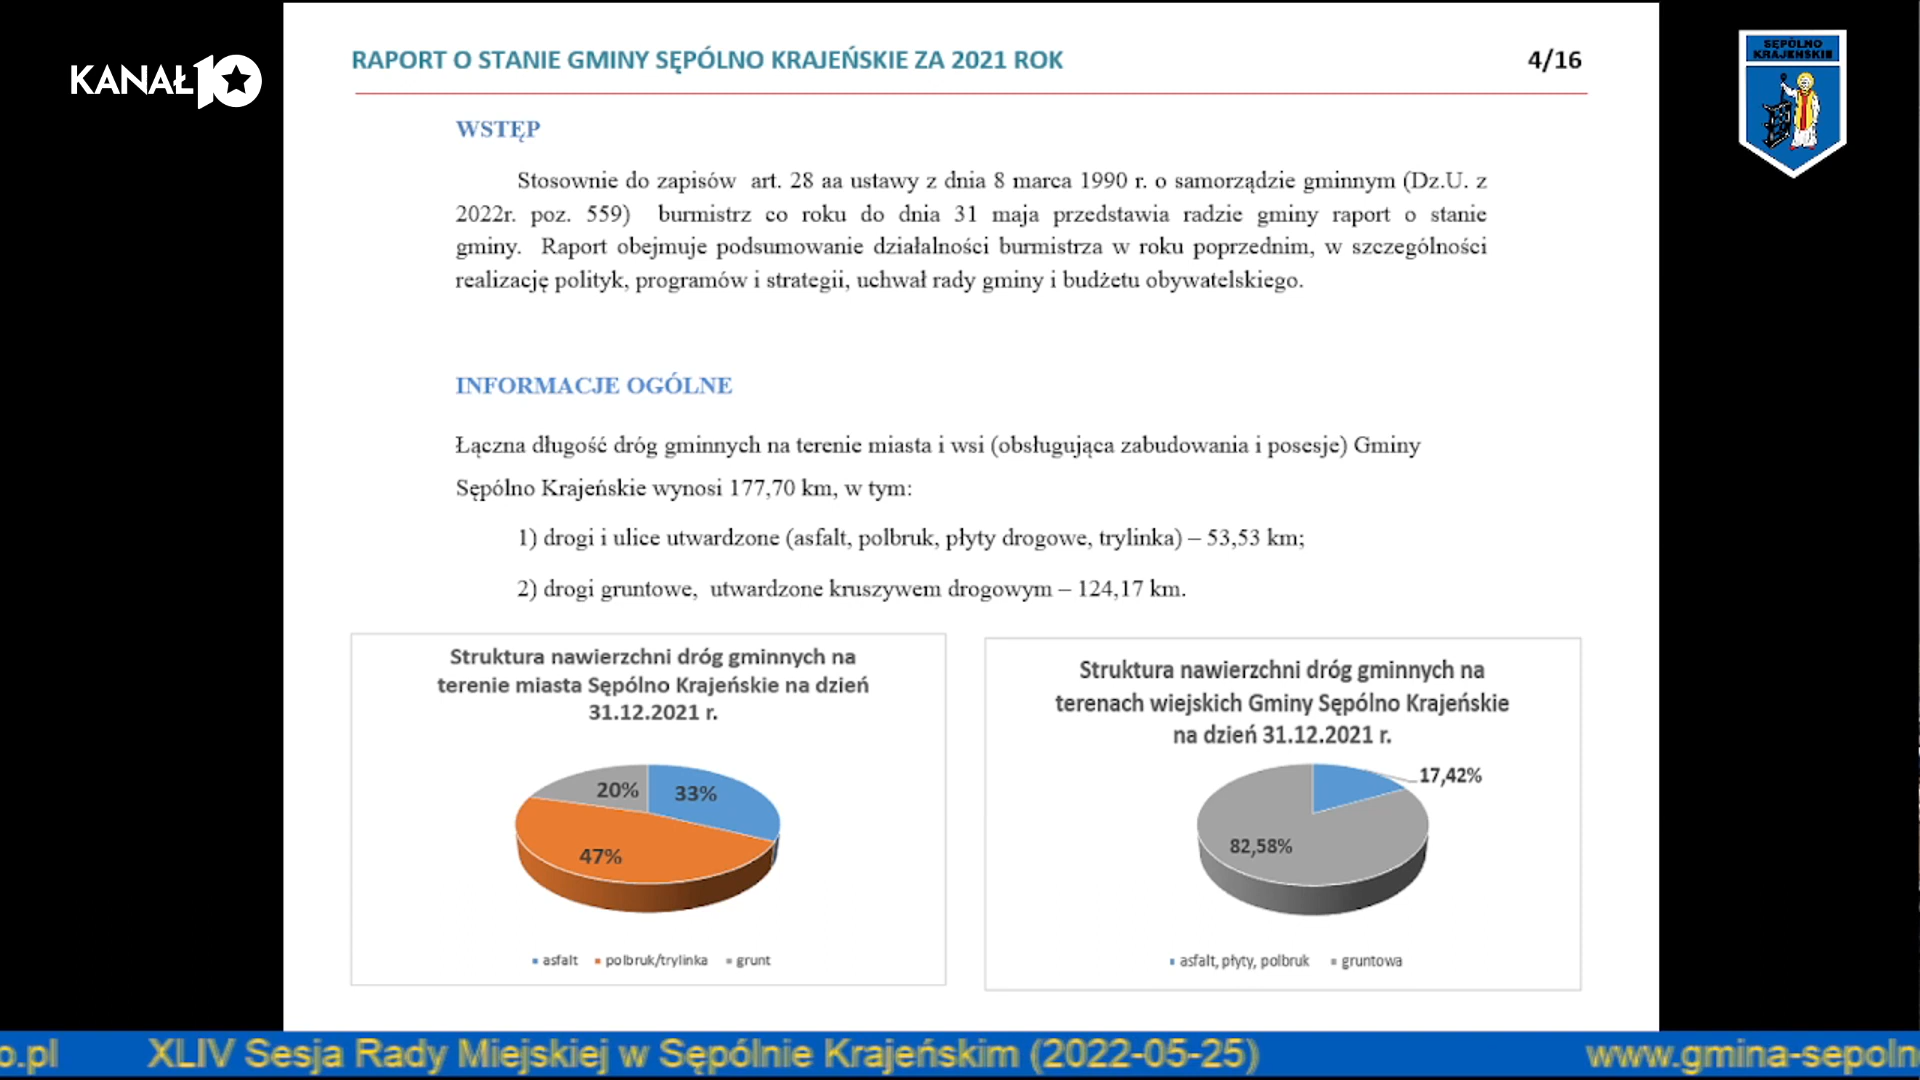 KANAŁ 10
RAPORT O STANIE GMINY SĘPÓLNO KRAJEŃSKIE ZA 2021 ROK
4/16
SĘPÓLNO
KRAJEŃSKIE
WSTĘP
Stosownie do zapisów art. 28 aa ustawy z dnia 8 marca 1990 r. o samorządzie gminnym (Dz.U. z
2022r. poz. 559) burmistrz co roku do dnia 31 maja przedstawia radzie gminy raport o stanie
gminy. Raport obejmuje podsumowanie działalności burmistrza w roku poprzednim, w szczególności
realizację polityk, programów i strategii, uchwał rady gminy i budżetu obywatelskiego.
INFORMACJE OGÓLNE
Łączna długość dróg gminnych na terenie miasta i wsi (obsługująca zabudowania i posesje) Gminy
Sępólno Krajeńskie wynosi 177,70 km, w tym:
1) drogi i ulice utwardzone (asfalt, polbruk, płyty drogowe, trylinka) – 53,53 km;
2) drogi gruntowe, utwardzone kruszywem drogowym – 124,17 km.
Struktura nawierzchni dróg gminnych na
terenie miasta Sępólno Krajeńskie na dzień
31.12.2021 r.
20%
33%
47%
asfalt polbruk/trylinka grunt
Struktura nawierzchni dróg gminnych na
terenach wiejskich Gminy Sępólno Krajeńskie
na dzień 31.12.2021 r.
17,42%
82,58%
asfalt, płyty, polbruk gruntowa
o.pl XLIV Sesja Rady Miejskiej w Sępólnie Krajeńskim (2022-05-25) www.gmina-sepoln